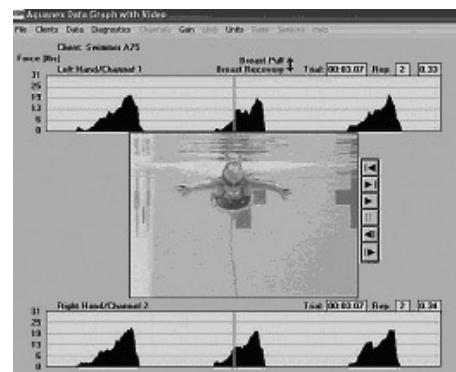 Aquanex Data Graph with Video
File Clients Data Diagnostics Channels Gain Units Rate Sensors Help
Client: Swimmer A75
Force (lbs)
Breast Pull
Left Hand/Channel 1 Breast Recovery Trial: 00:03.07 Rep: 2 0.33
31
25
19
13
6
0
Right Hand/Channel 2 Trial: 00:03.07 Rep: 2 0.34
31
25
19
13
6
0